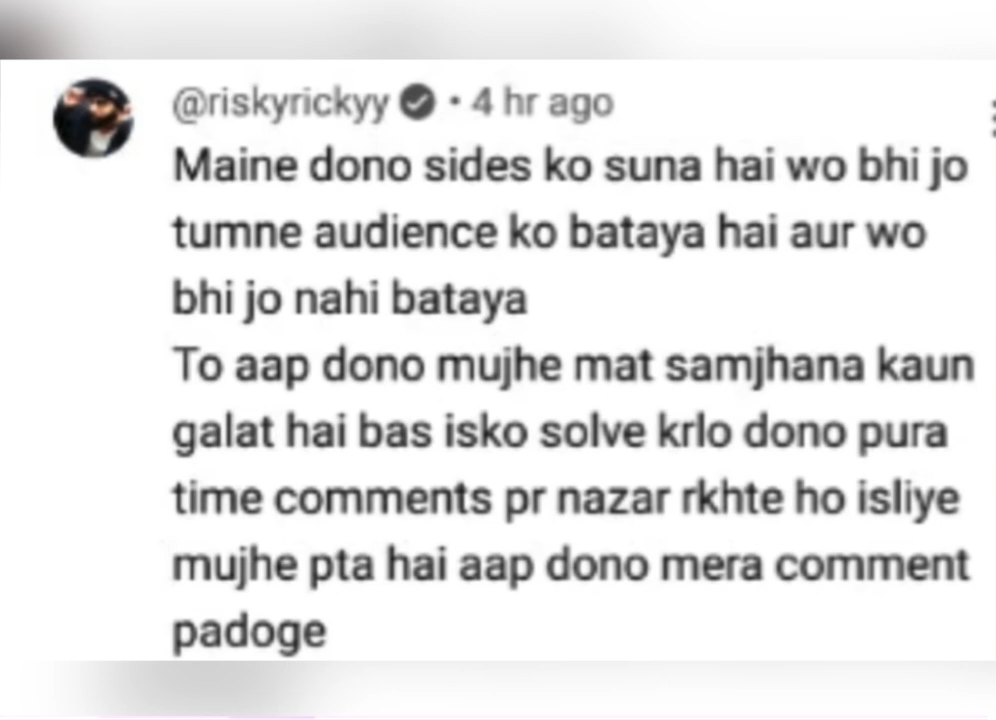 @riskyrickyy • 4 hr ago
Maine dono sides ko suna hai wo bhi jo
tumne audience ko bataya hai aur wo
bhi jo nahi bataya
To aap dono mujhe mat samjhana kaun
galat hai bas isko solve krlo dono pura
time comments pr nazar rkhte ho isliye
mujhe pta hai aap dono mera comment
padoge